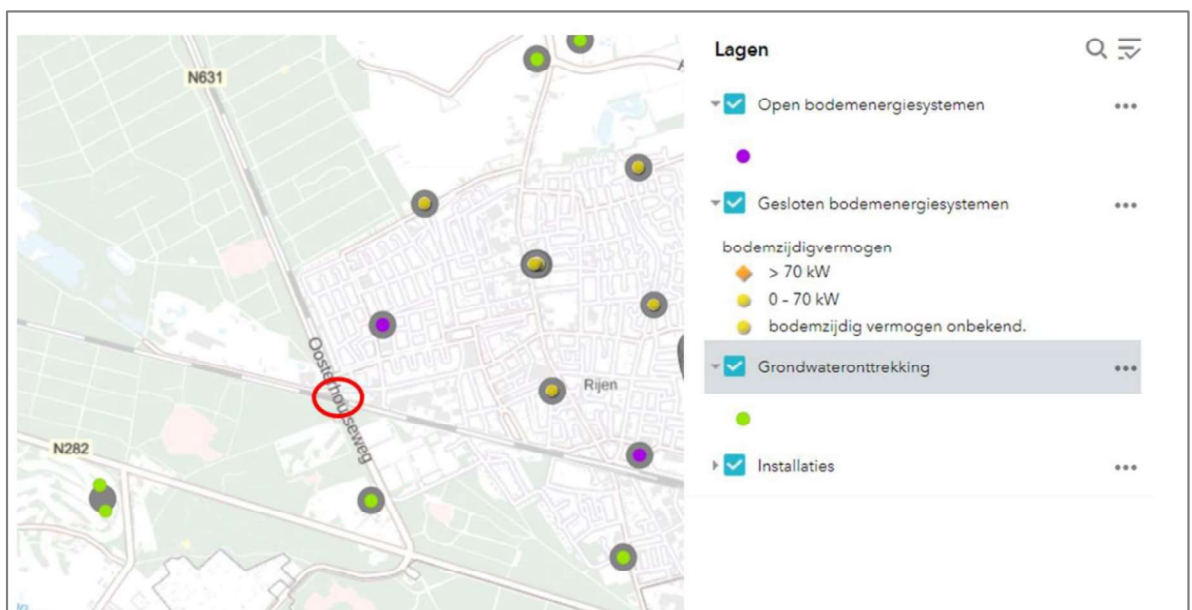 N631
Oosterhoutseweg
Rijen
N282
Lagen
Open bodemenergiesystemen
Gesloten bodemenergiesystemen
bodemzijdigvermogen
> 70 kW
0 - 70 kW
bodemzijdig vermogen onbekend.
Grondwateronttrekking
Installaties